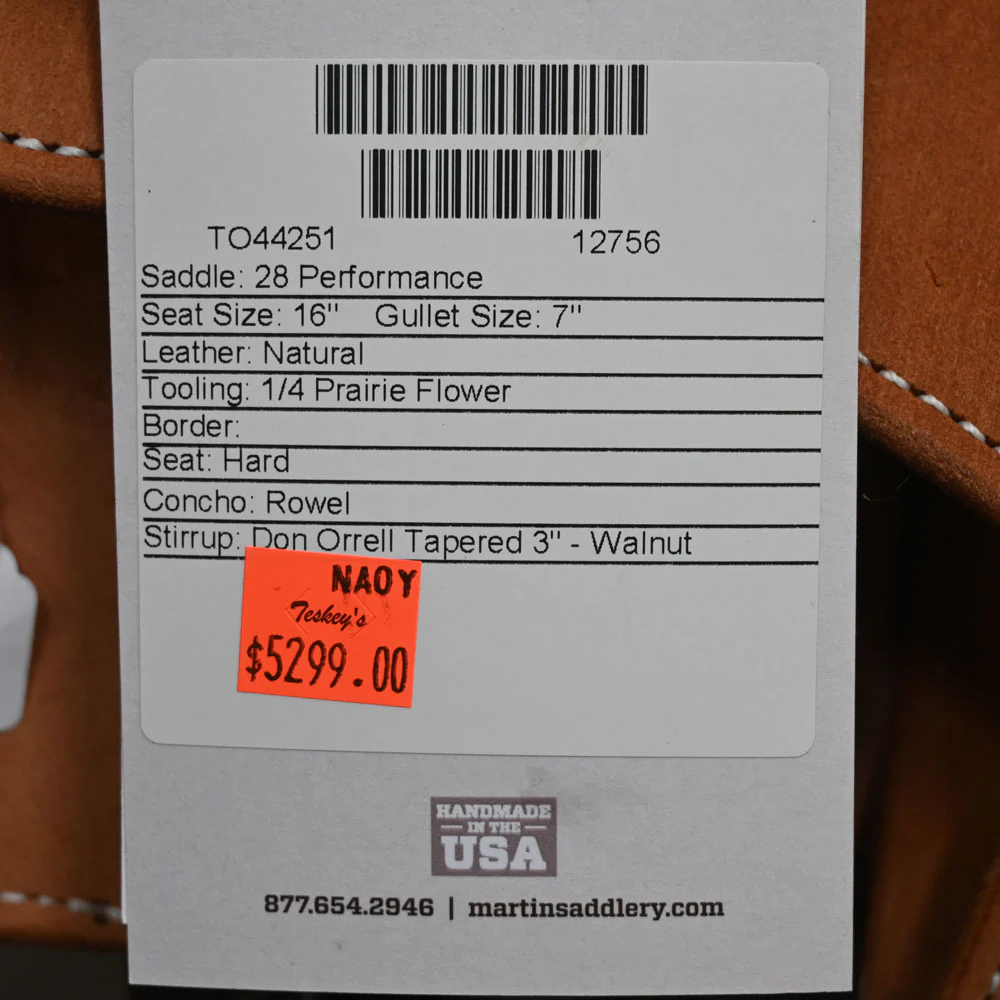 TO44251 12756
Saddle: 28 Performance
Seat Size: 16" Gullet Size: 7"
Leather: Natural
Tooling: 1/4 Prairie Flower
Border:
Seat: Hard
Concho: Rowel
Stirrup: Don Orrell Tapered 3" - Walnut
NAOY
Teskey's
$5299.00
HANDMADE
IN THE
USA
877.654.2946 | martinsaddlery.com